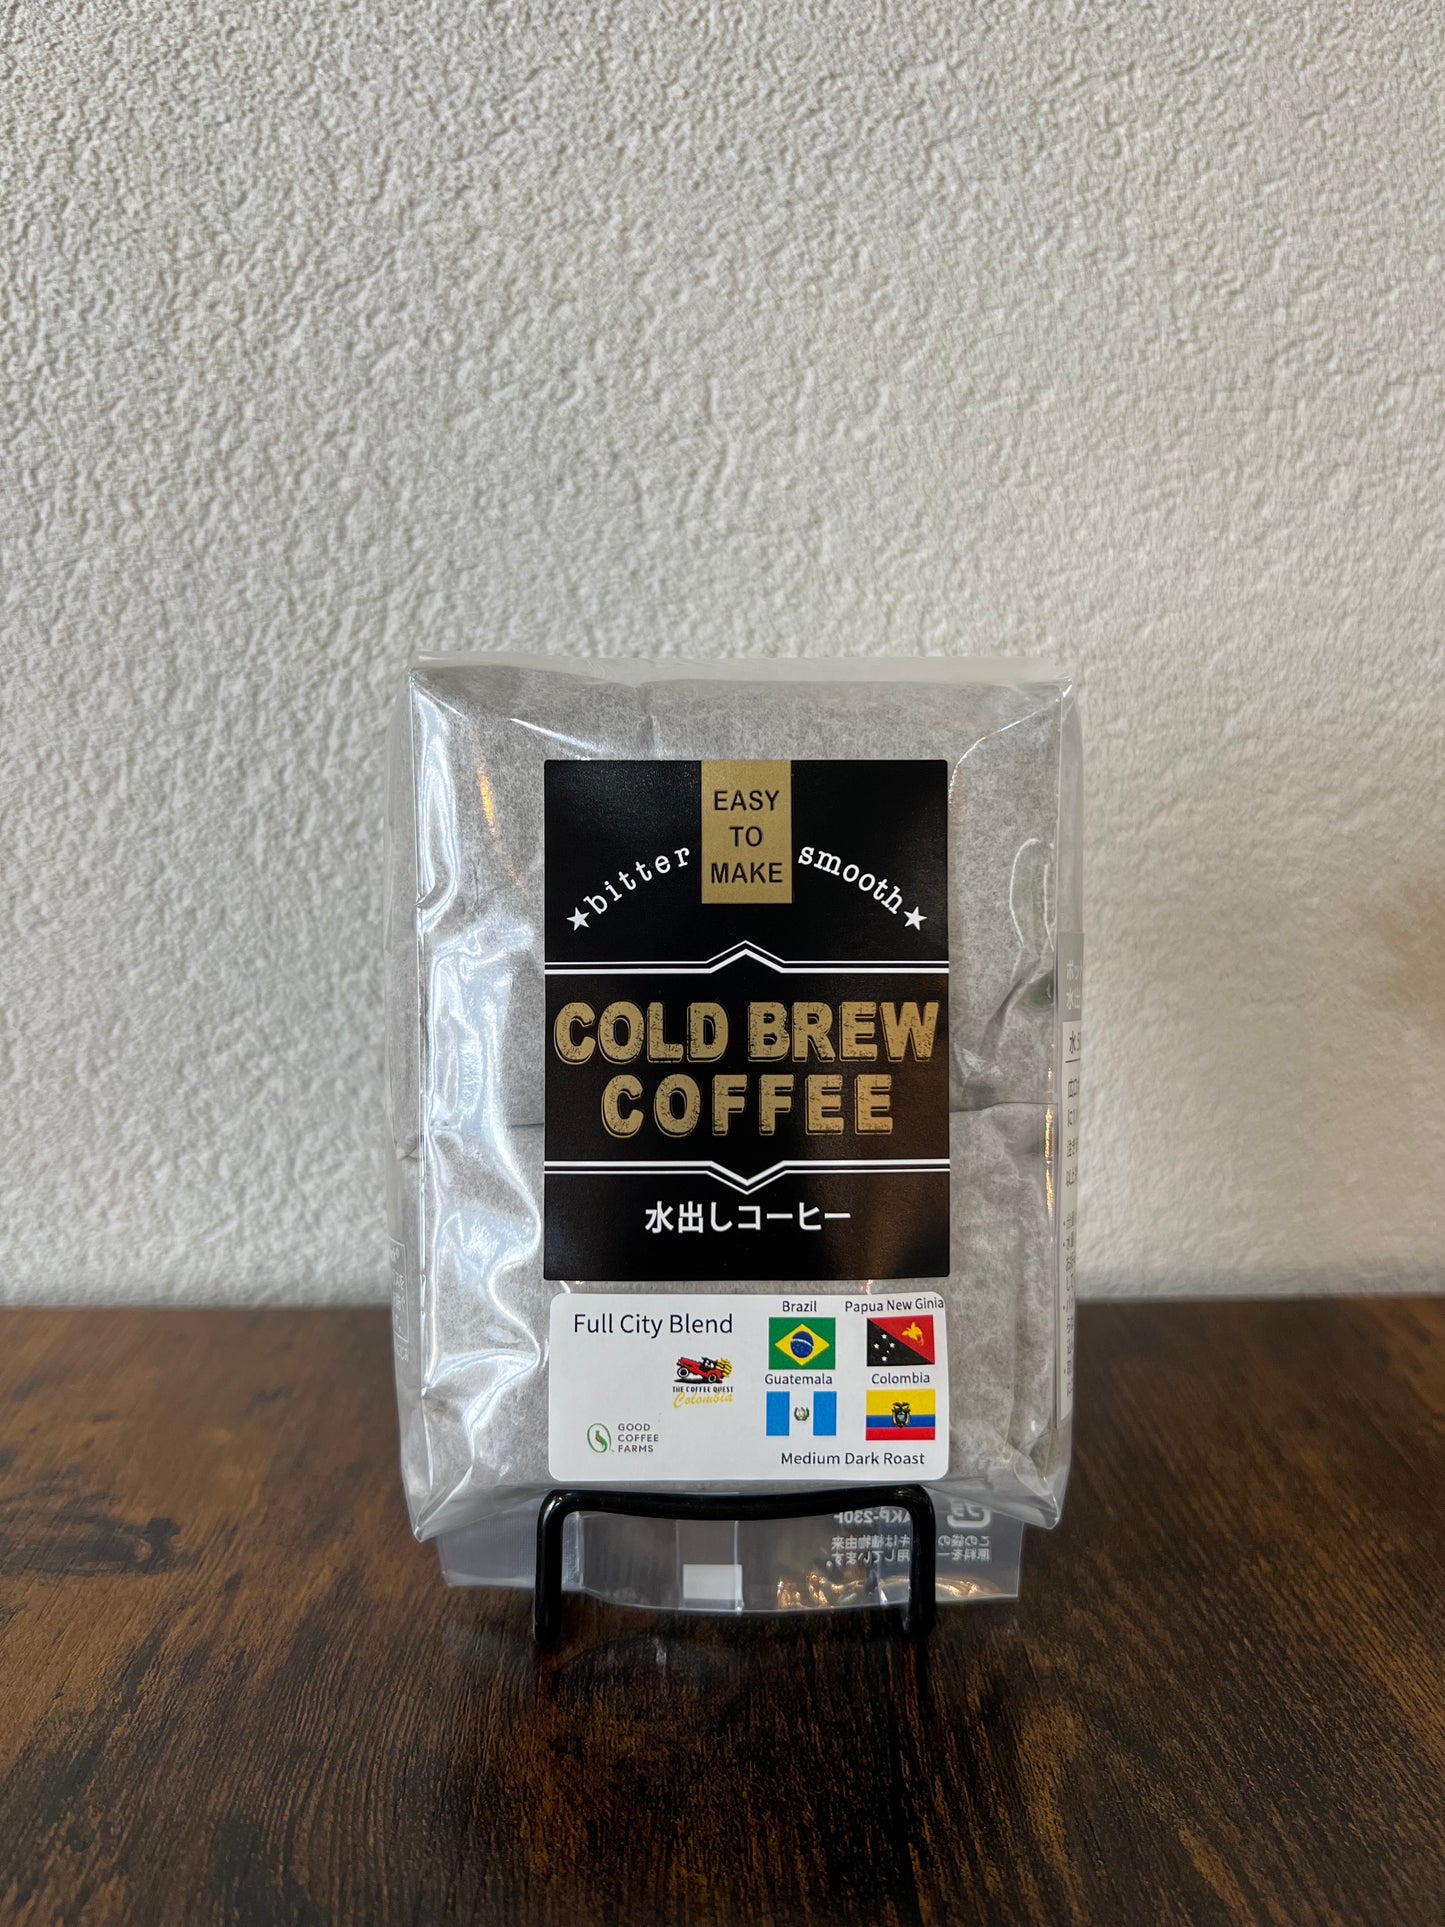 EASY
TO
MAKE
★bitter smooth★
COLD BREW
COFFEE
水出しコーヒー
Full City Blend
Brazil
Papua New Ginia
Guatemala
Colombia
THE COFFEE QUEST
Colombia
GOOD
COFFEE
FARMS
Medium Dark Roast